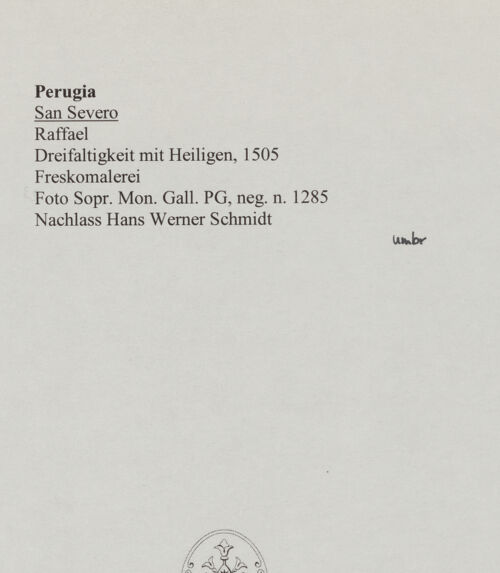 Perugia
San Severo
Raffael
Dreifaltigkeit mit Heiligen, 1505
Freskomalerei
Foto Sopr. Mon. Gall. PG, neg. n. 1285
Nachlass Hans Werner Schmidt
umbr